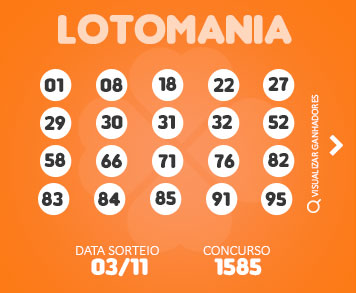 LOTOMANIA
01 08 18 22 27
29 30 31 32 52
58 66 71 76 82
83 84 85 91 95
VISUALIZAR GANHADORES
DATA SORTEIO CONCURSO
03/11 1585